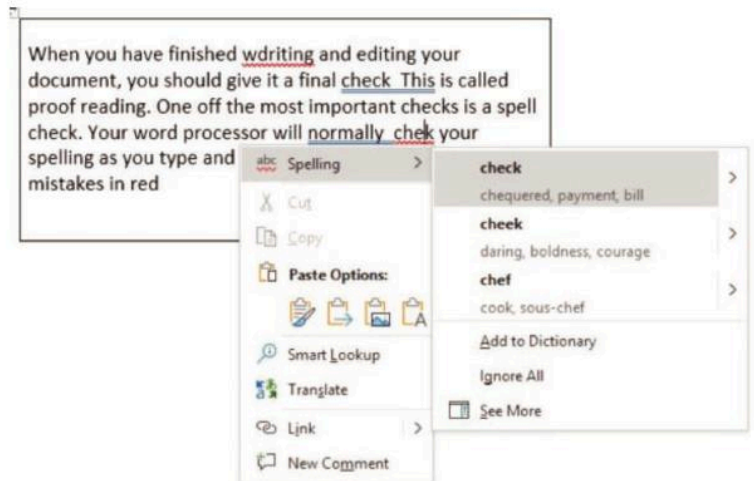 When you have finished wdriting and editing your
document, you should give it a final check  This is called
proof reading. One off the most important checks is a spell
check. Your word processor will normally  chek your
spelling as you type and
mistakes in red
abc Spelling
Cut
Copy
Paste Options:
A
Smart Lookup
Translate
Link
New Comment
check
chequered, payment, bill
cheek
daring, boldness, courage
chef
cook, sous-chef
Add to Dictionary
Ignore All
See More